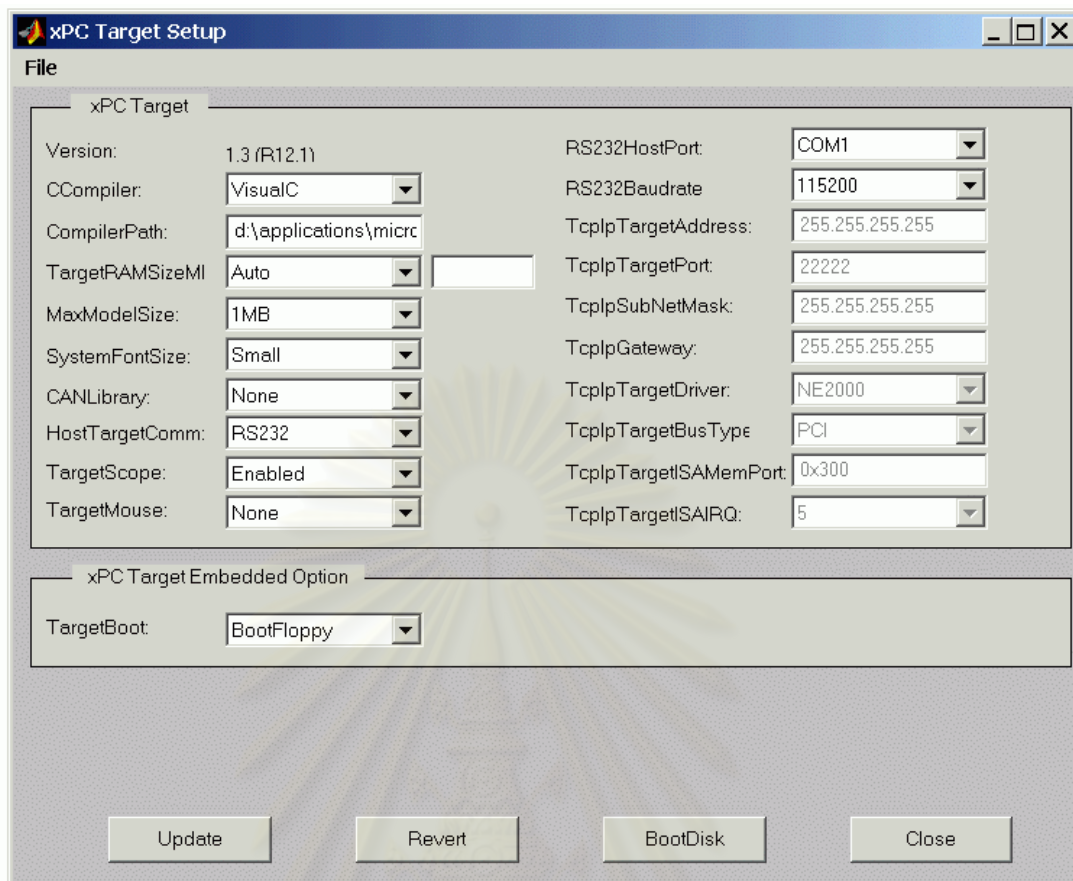 xPC Target Setup
File
xPC Target
Version: 1.3 (R12.1)
CCompiler: VisualC
CompilerPath: d:\applications\micro
TargetRAMSizeMI Auto
MaxModelSize: 1MB
SystemFontSize: Small
CANLibrary: None
HostTargetComm: RS232
TargetScope: Enabled
TargetMouse: None
RS232HostPort: COM1
RS232Baudrate 115200
TcpIpTargetAddress: 255.255.255.255
TcpIpTargetPort: 22222
TcpIpSubNetMask: 255.255.255.255
TcpIpGateway: 255.255.255.255
TcpIpTargetDriver: NE2000
TcpIpTargetBusType PCI
TcpIpTargetISAMemPort: 0x300
TcpIpTargetISAIRQ: 5
xPC Target Embedded Option
TargetBoot: BootFloppy
Update Revert BootDisk Close